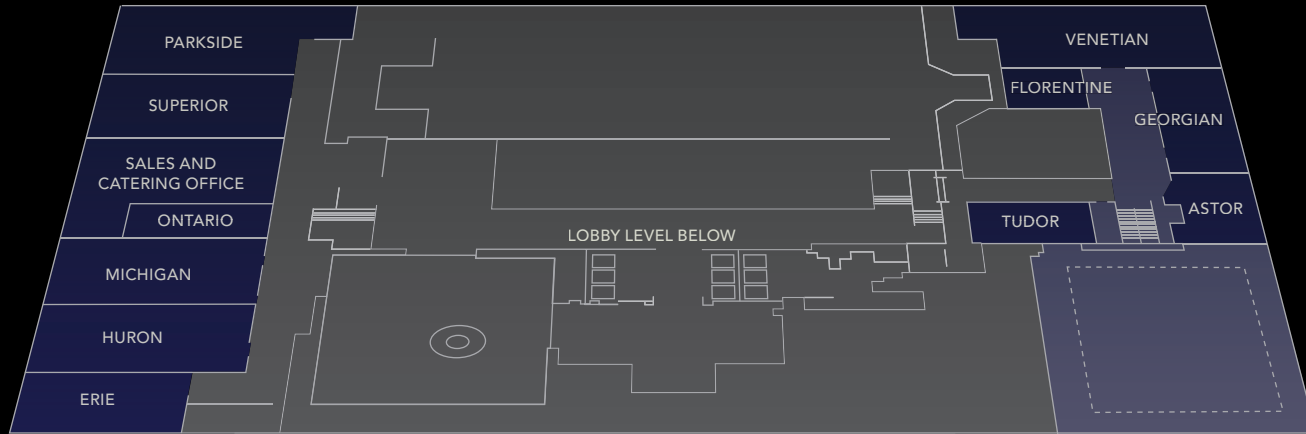 PARKSIDE
SUPERIOR
SALES AND
CATERING OFFICE
ONTARIO
MICHIGAN
HURON
ERIE
LOBBY LEVEL BELOW
VENETIAN
FLORENTINE
GEORGIAN
TUDOR
ASTOR